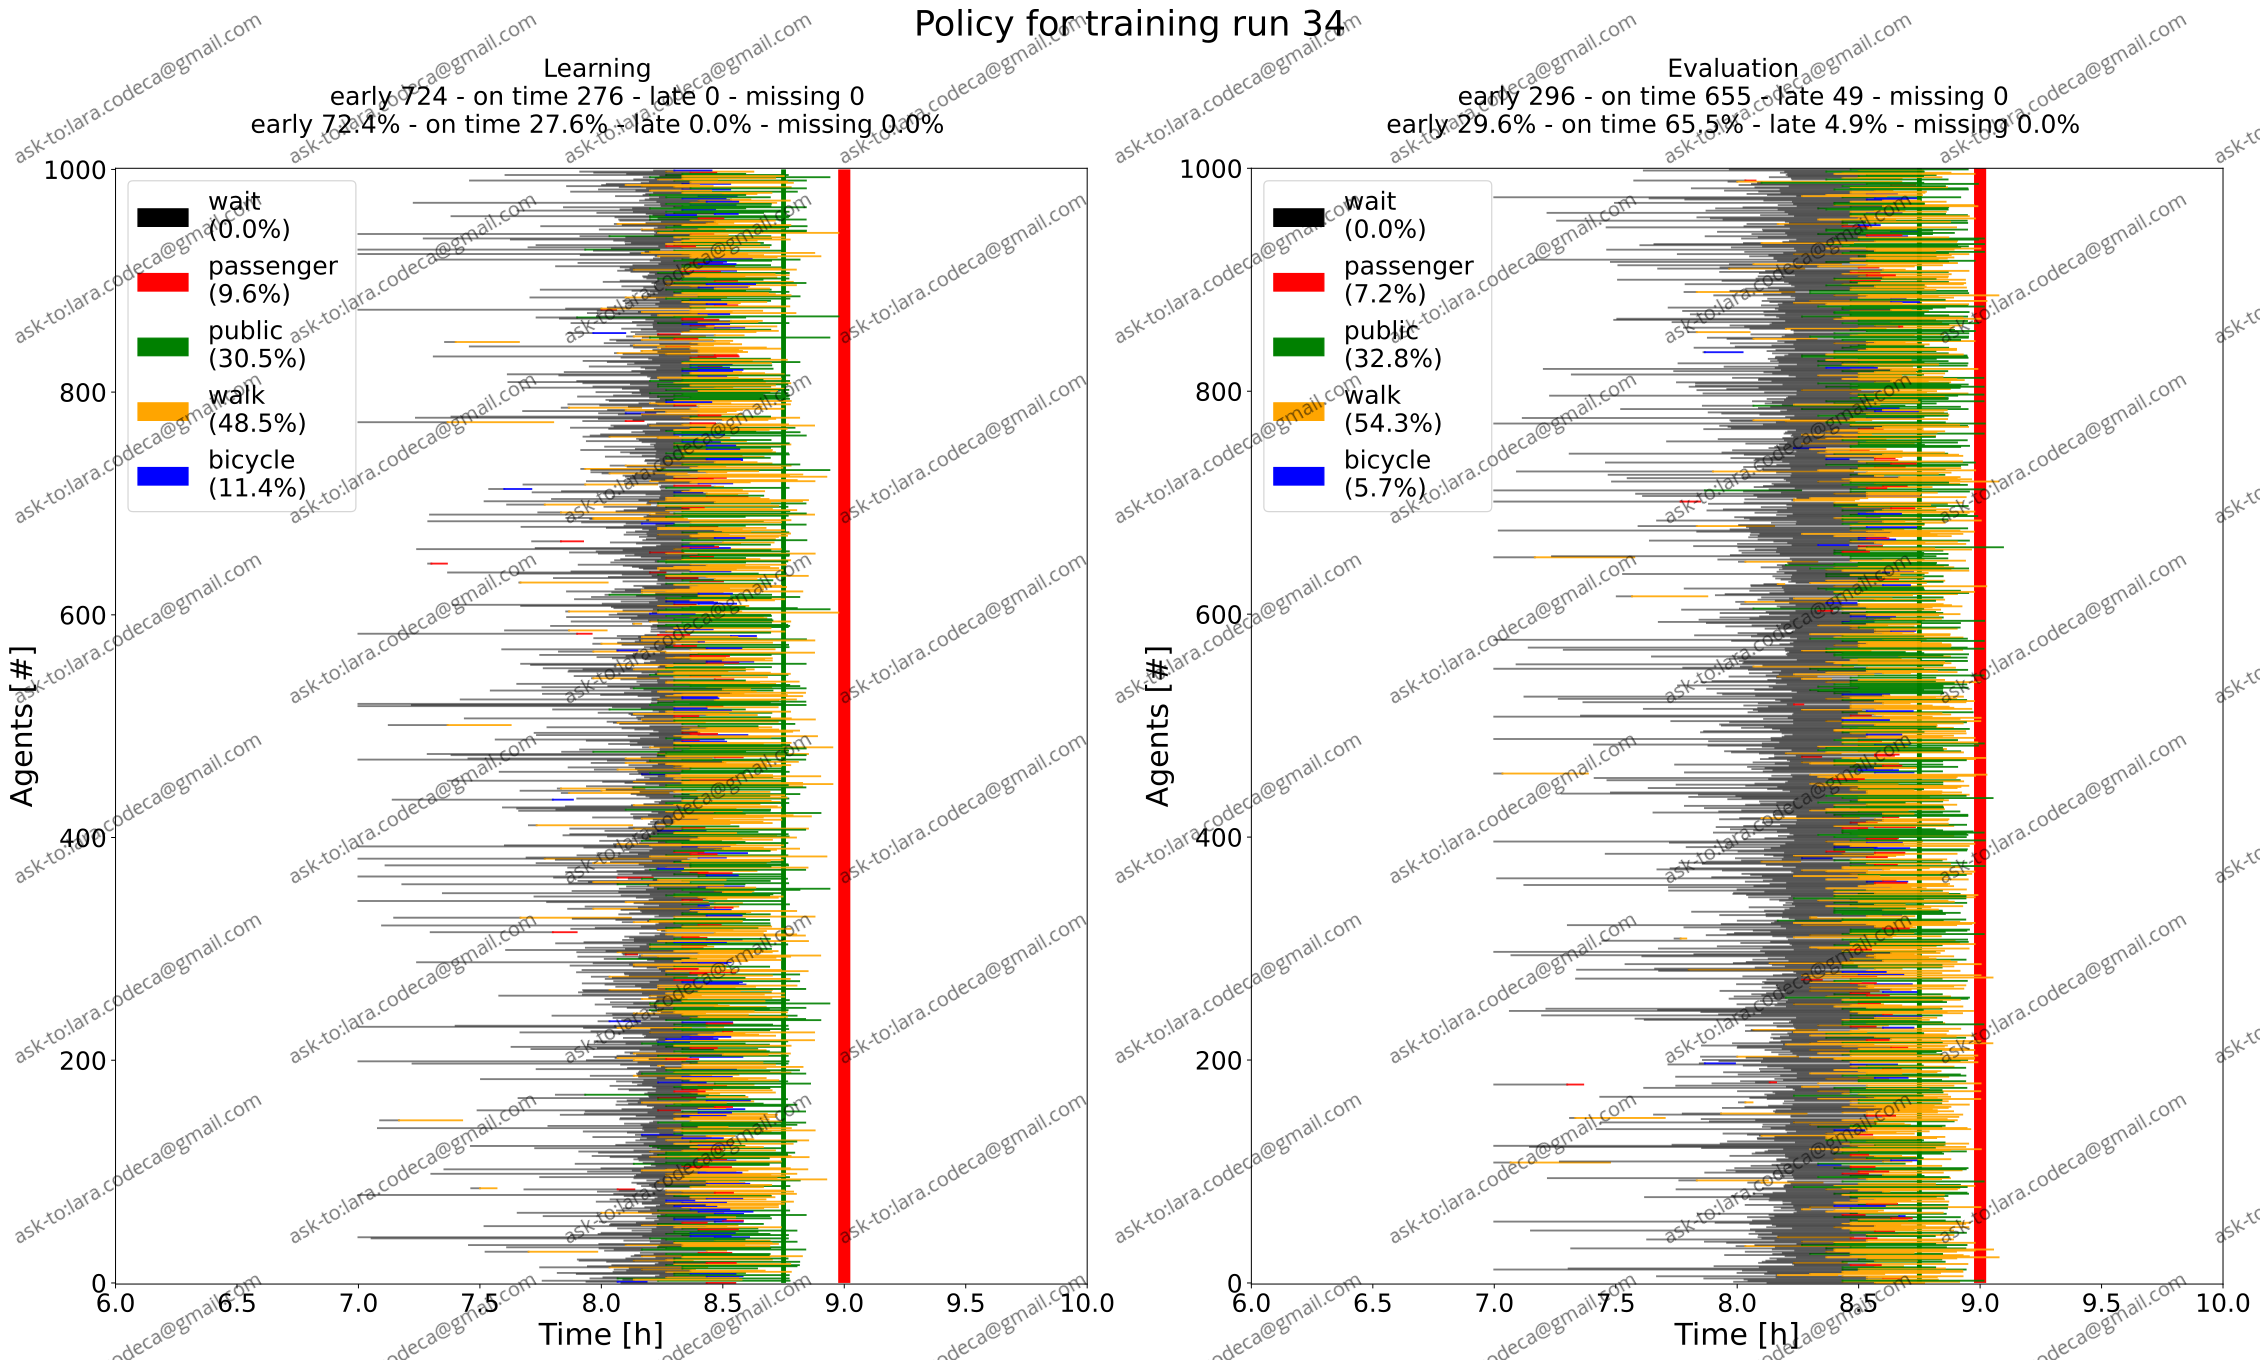 Policy for training run 34
Learning
early 724 - on time 276 - late 0 - missing 0
early 72.4% - on time 27.6% - late 0.0% - missing 0.0%
1000
800
600
400
200
0
Agents [#]
wait
(0.0%)
passenger
(9.6%)
public
(30.5%)
walk
(48.5%)
bicycle
(11.4%)
6.0 6.5 7.0 7.5 8.0 8.5 9.0 9.5 10.0
Time [h]
Evaluation
early 296 - on time 655 - late 49 - missing 0
early 29.6% - on time 65.5% - late 4.9% - missing 0.0%
1000
800
600
400
200
0
Agents [#]
wait
(0.0%)
passenger
(7.2%)
public
(32.8%)
walk
(54.3%)
bicycle
(5.7%)
6.0 6.5 7.0 7.5 8.0 8.5 9.0 9.5 10.0
Time [h]
ask-to:lara.codeca@gmail.com